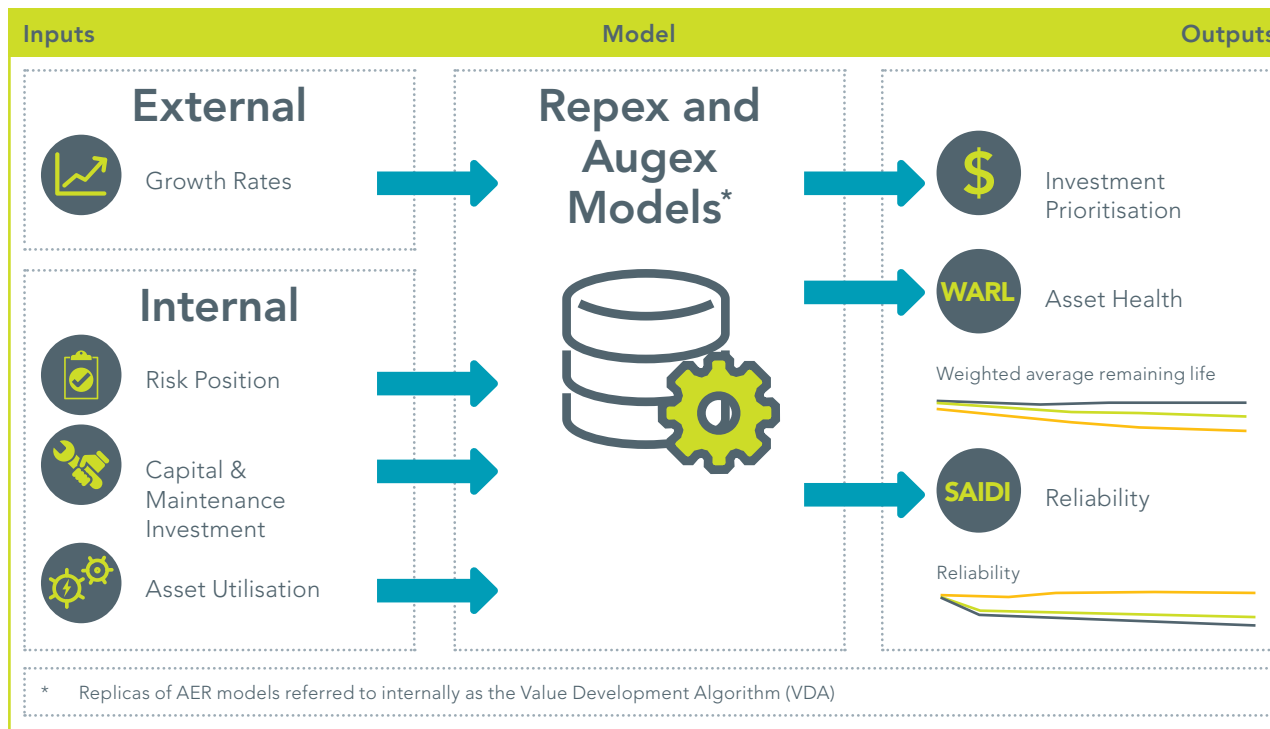 Inputs
Model
Outputs
External
Growth Rates
Internal
Risk Position
Capital &
Maintenance
Investment
Asset Utilisation
Repex and
Augex
Models*
$
Investment
Prioritisation
WARL
Asset Health
Weighted average remaining life
SAIDI
Reliability
Reliability
* Replicas of AER models referred to internally as the Value Development Algorithm (VDA)